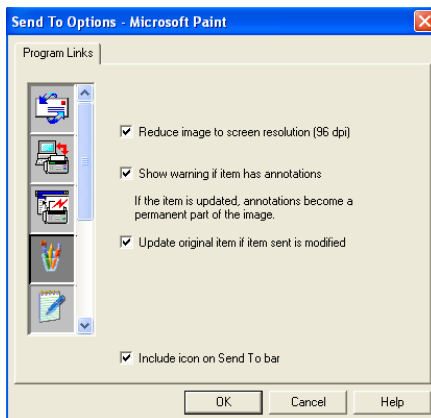 Send To Options - Microsoft Paint
Program Links
Reduce image to screen resolution (96 dpi)
Show warning if item has annotations
If the item is updated, annotations become a
permanent part of the image.
Update original item if item sent is modified
Include icon on Send To bar
OK Cancel Help